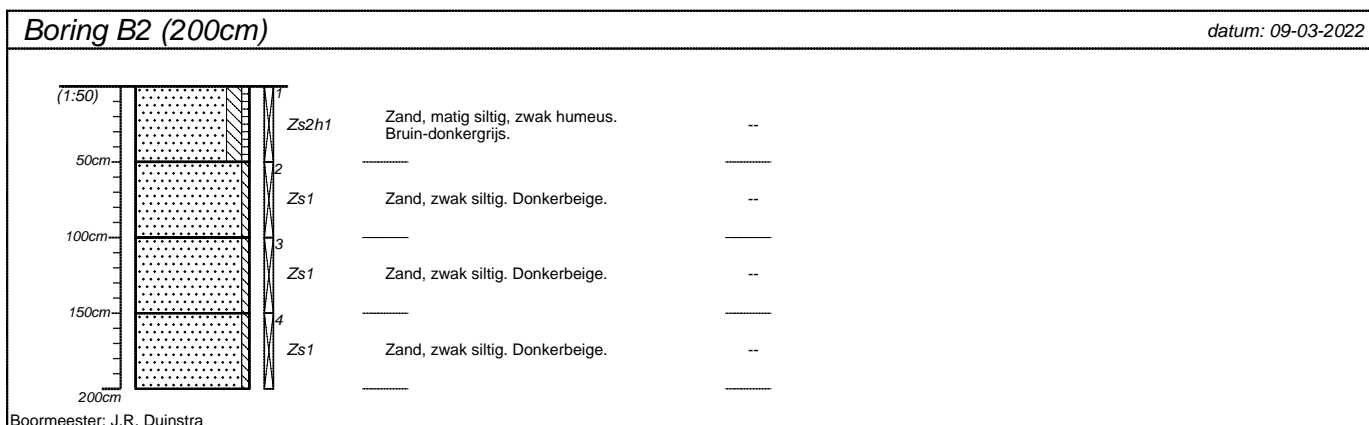 Boring B2 (200cm) datum: 09-03-2022
(1:50)
1
Zs2h1 Zand, matig siltig, zwak humeus. --
Bruin-donkergrijs.
50cm
2
Zs1 Zand, zwak siltig. Donkerbeige. --
100cm
3
Zs1 Zand, zwak siltig. Donkerbeige. --
150cm
4
Zs1 Zand, zwak siltig. Donkerbeige. --
200cm
Boormeester: J.R. Duinstra